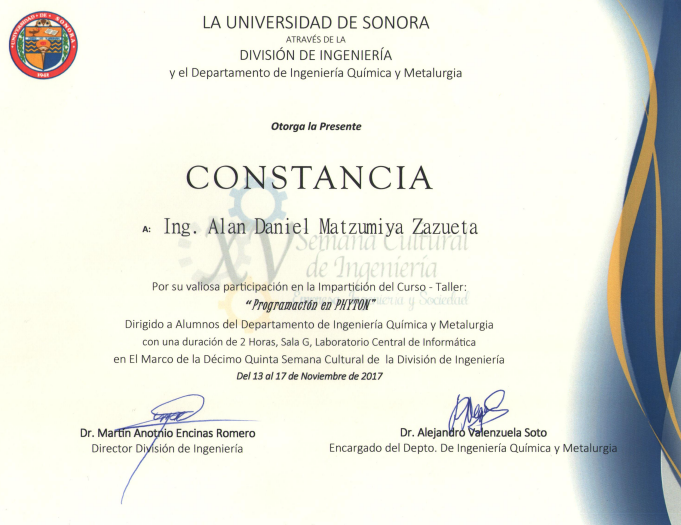 LA UNIVERSIDAD DE SONORA
ATRAVÉS DE LA
DIVISIÓN DE INGENIERÍA
y el Departamento de Ingeniería Química y Metalurgia
Otorga la Presente
CONSTANCIA
A: Ing. Alan Daniel Matzumiya Zazueta
XV Semana Cultural
de Ingeniería
Por su valiosa participación en la Impartición del Curso - Taller:
"Programación en PHYTON"
y Sociedad
Dirigido a Alumnos del Departamento de Ingeniería Química y Metalurgia
con una duración de 2 Horas, Sala G, Laboratorio Central de Informática
en El Marco de la Décimo Quinta Semana Cultural de la División de Ingeniería
Del 13 al 17 de Noviembre de 2017
Dr. Martín Anotnio Encinas Romero
Director División de Ingeniería
Dr. Alejandro Valenzuela Soto
Encargado del Depto. De Ingeniería Química y Metalurgia